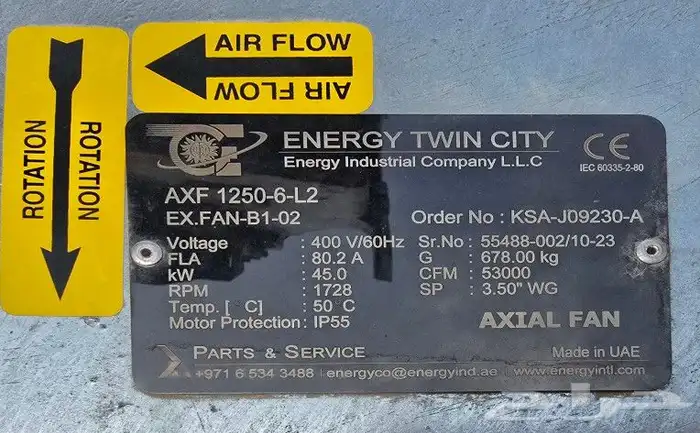 AIR FLOW
AIR FLOW
ROTATION
ROTATION
ENERGY TWIN CITY
Energy Industrial Company L.L.C
CE
IEC 60335-2-80
AXF 1250-6-L2
EX.FAN-B1-02
Order No : KSA-J09230-A
Voltage : 400 V/60Hz Sr.No : 55488-002/10-23
FLA : 80.2 A G : 678.00 kg
kW : 45.0 CFM : 53000
RPM : 1728 SP : 3.50" WG
Temp.[ C] : 50°C
Motor Protection : IP55
AXIAL FAN
PARTS & SERVICE
Made in UAE
+971 6 534 3488 | energyco@energyind.ae | www.energyintl.com
حراج